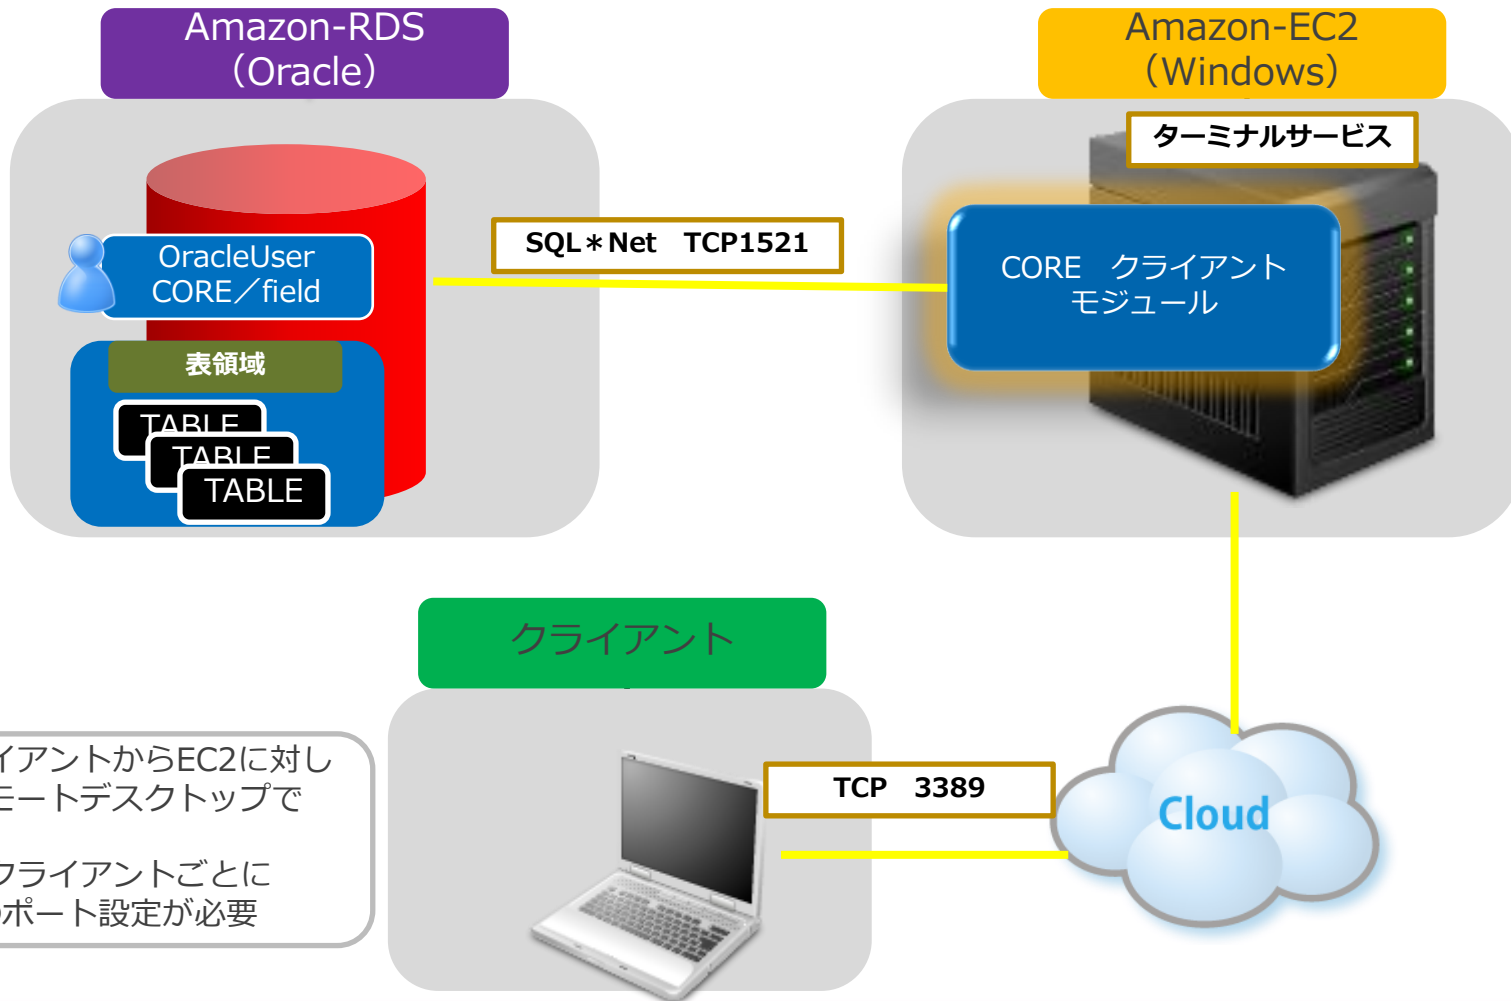 Amazon-RDS
（Oracle）
Amazon-EC2
（Windows）
ターミナルサービス
SQL＊Net　TCP1521
OracleUser
CORE／field
CORE　クライアント
モジュール
表領域
TABLE
TABLE
TABLE
クライアント
イアントからEC2に対し
モートデスクトップで
クライアントごとに
ポート設定が必要
TCP　3389
Cloud